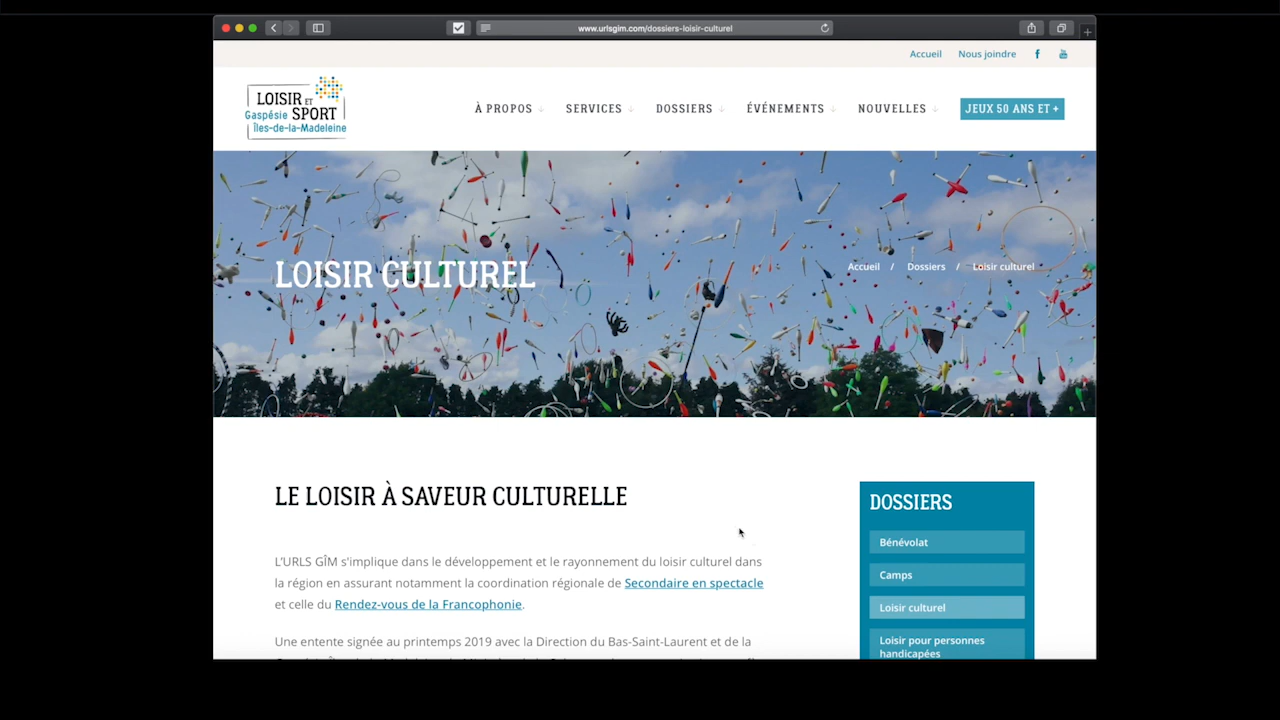 www.urlsgim.com/dossiers-loisir-culturel
Accueil Nous joindre
LOISIR ET
Gaspésie SPORT
Îles-de-la-Madeleine
À PROPOS SERVICES DOSSIERS ÉVÉNEMENTS NOUVELLES JEUX 50 ANS ET +
LOISIR CULTUREL
Accueil / Dossiers / Loisir culturel
LE LOISIR À SAVEUR CULTURELLE
L'URLS GÎM s'implique dans le développement et le rayonnement du loisir culturel dans
la région en assurant notamment la coordination régionale de Secondaire en spectacle
et celle du Rendez-vous de la Francophonie.
Une entente signée au printemps 2019 avec la Direction du Bas-Saint-Laurent et de la
DOSSIERS
Bénévolat
Camps
Loisir culturel
Loisir pour personnes
handicapées